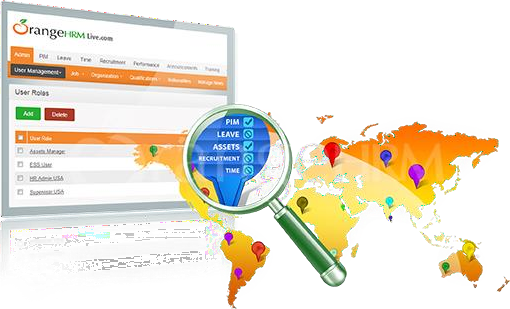 OrangeHRM Live.com
Admin PIM Leave Time Recruitment Performance Announcements Training
User Management Job Organization Qualifications Nationalities
User Roles
Add Delete
User Role
Assets Manager
ESS User
HR Admin USA
Supervisor USA
PIM
LEAVE
ASSETS
RECRUITMENT
TIME